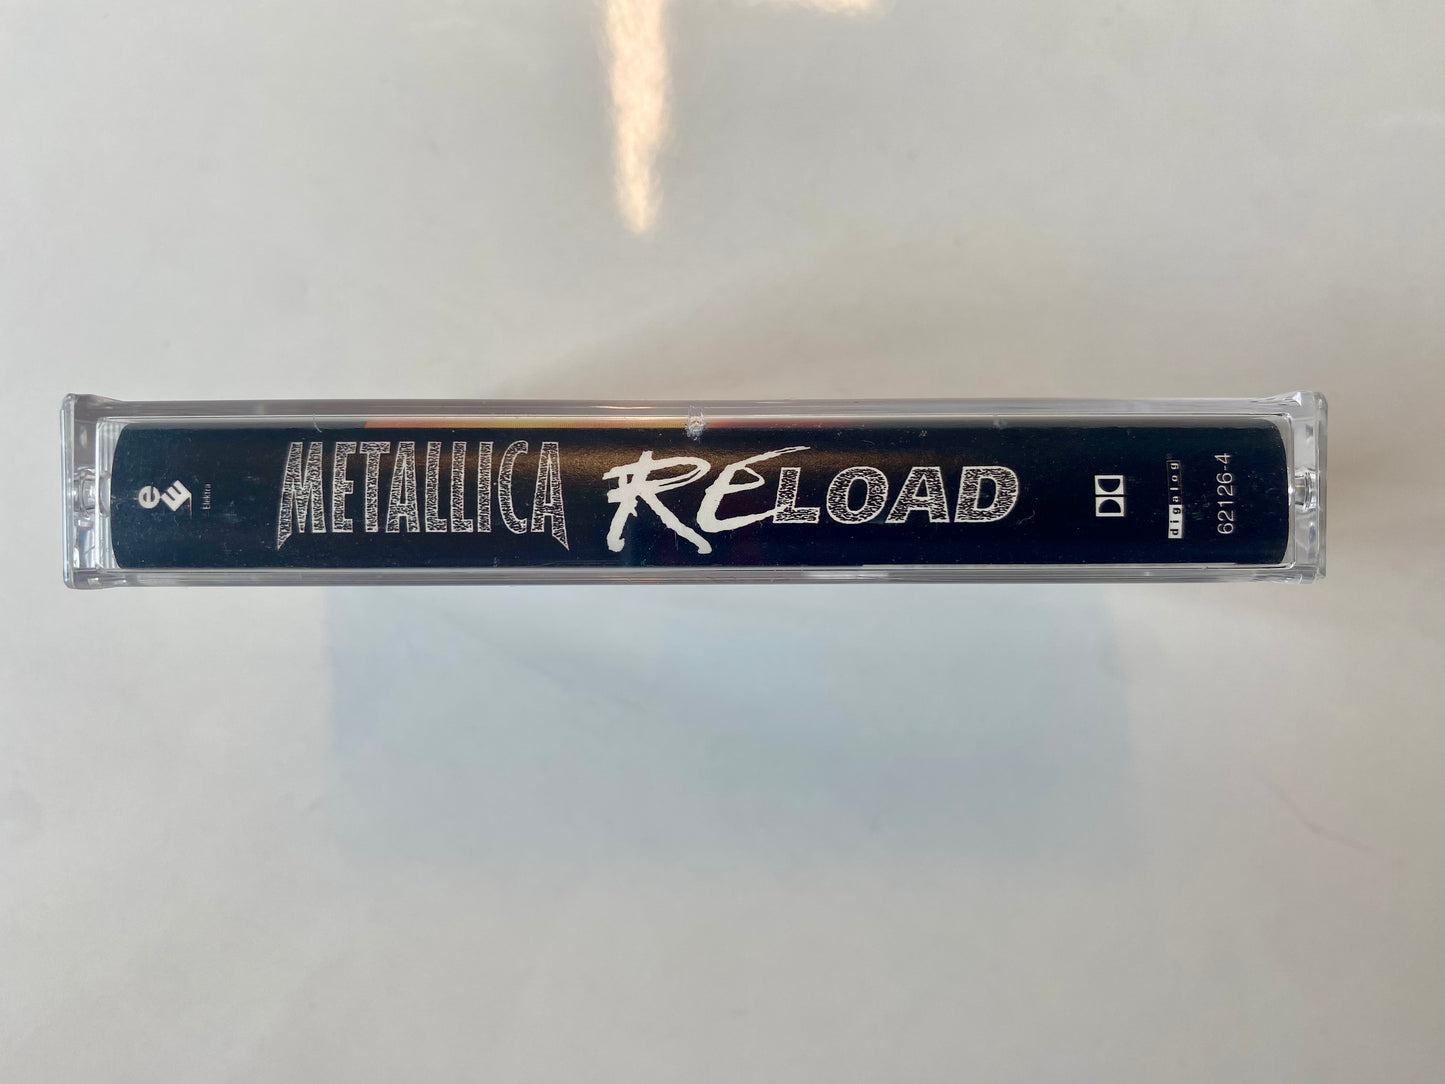 e
Elektra
METALLICA RELOAD
digalog®
62126-4